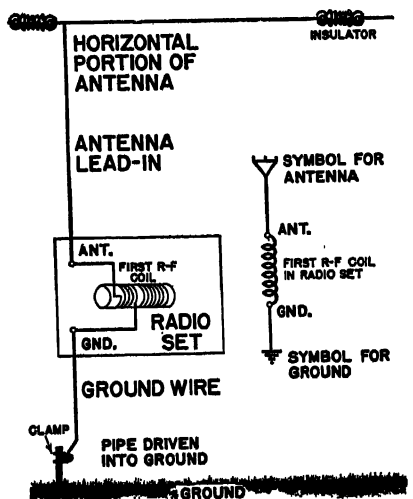 HORIZONTAL
PORTION OF
ANTENNA
INSULATOR
ANTENNA
LEAD-IN
SYMBOL FOR
ANTENNA
ANT.
FIRST R-F
COIL
RADIO
SET
GND.
ANT.
FIRST R-F COIL
IN RADIO SET
GND.
SYMBOL FOR
GROUND
GROUND WIRE
CLAMP
PIPE DRIVEN
INTO GROUND
GROUND